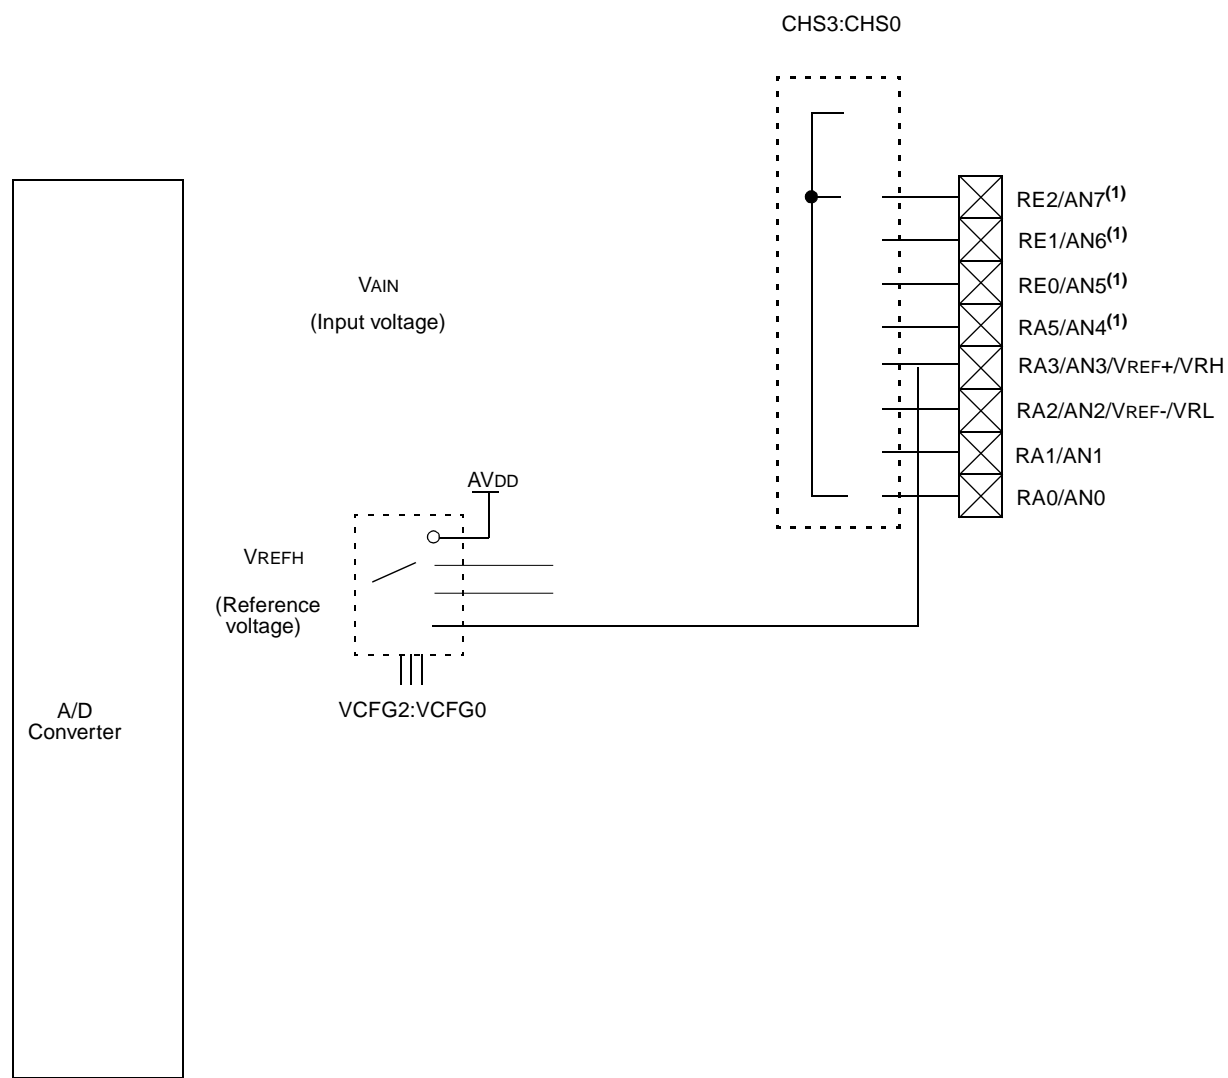 CHS3:CHS0
RE2/AN7(1)
RE1/AN6(1)
RE0/AN5(1)
RA5/AN4(1)
RA3/AN3/VREF+/VRH
RA2/AN2/VREF-/VRL
RA1/AN1
RA0/AN0
VAIN
(Input voltage)
AVDD
VREFH
(Reference
voltage)
VCFG2:VCFG0
A/D
Converter